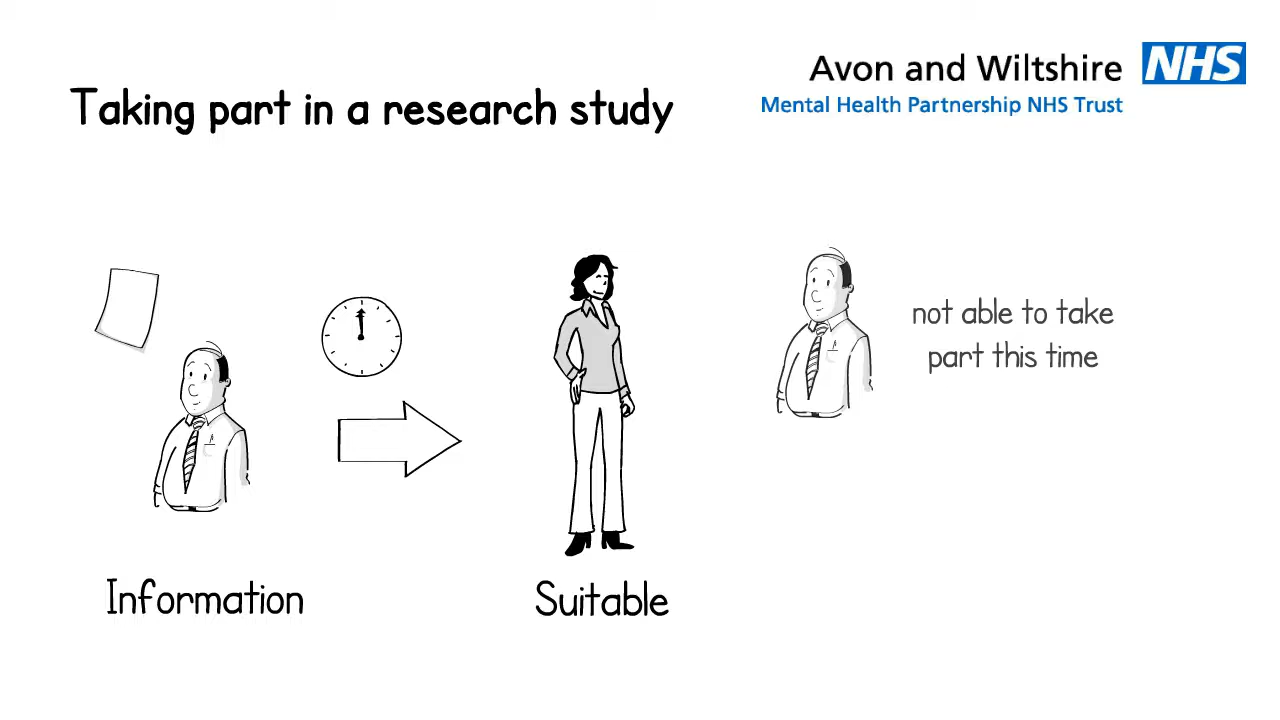 Taking part in a research study
Avon and Wiltshire NHS
Mental Health Partnership NHS Trust
not able to take
part this time
Information
Suitable